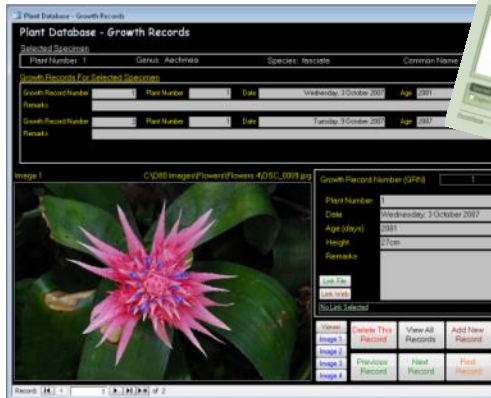 Plant Database - Growth Records
Plant Database - Growth Records
Selected Specimen
Plant Number 1 Genus Aechmea Species: fasciata Common Name
Growth Records For Selected Specimen
Growth Record Number 1 Plant Number 1 Date Wednesday, 3 October 2007 Age 2001
Remarks
Growth Record Number 3 Plant Number 1 Date Tuesday, 9 October 2007 Age 2007
Remarks
Image 1 C:\D80 Images\Flowers\Flowers 4\DSC_0009.jpg
Growth Record Number (GRN) 1
Plant Number 1
Date Wednesday, 3 October 2007
Age (days) 2001
Height 27cm
Remarks
Link File
Link Web
No Link Selected
Viewer
Image 1
Image 2
Image 3
Image 4
Delete This Record
View All Records
Add New Record
Previous Record
Next Record
Find Record
Record: 1 of 2